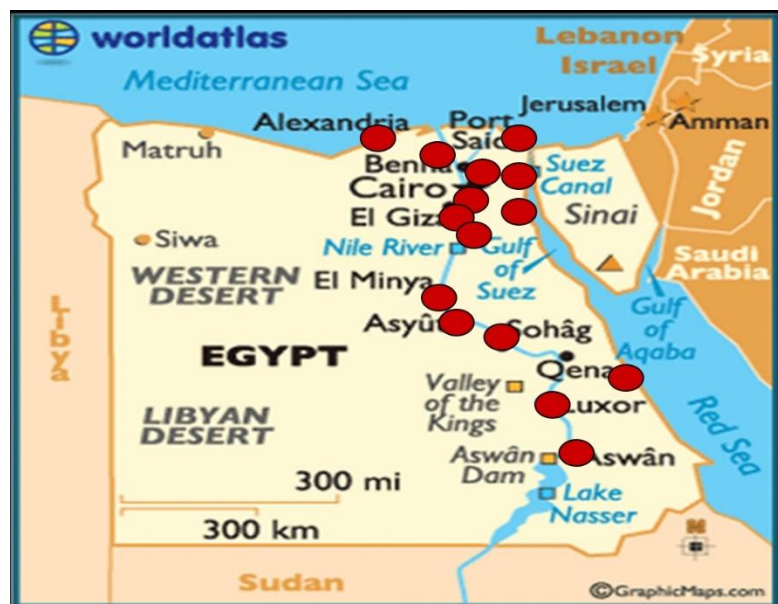 worldatlas
Lebanon
Israel
Syria
Mediterranean Sea
Jerusalem
Amman
Alexandria
Port
Said
Matruh
Benha
Suez
Canal
Cairo
Jordan
El Giza
Sinai
Siwa
Nile River
Gulf
of
Suez
Saudi
Arabia
WESTERN
DESERT
El Minya
Gulf
of
Aqaba
Libya
Asyût
Sohâg
EGYPT
Qena
Valley
of the
Kings
Luxor
Red Sea
LIBYAN
DESERT
Aswân
Dam
Aswân
300 mi
Lake
Nasser
300 km
N
Sudan
©GraphicMaps.com